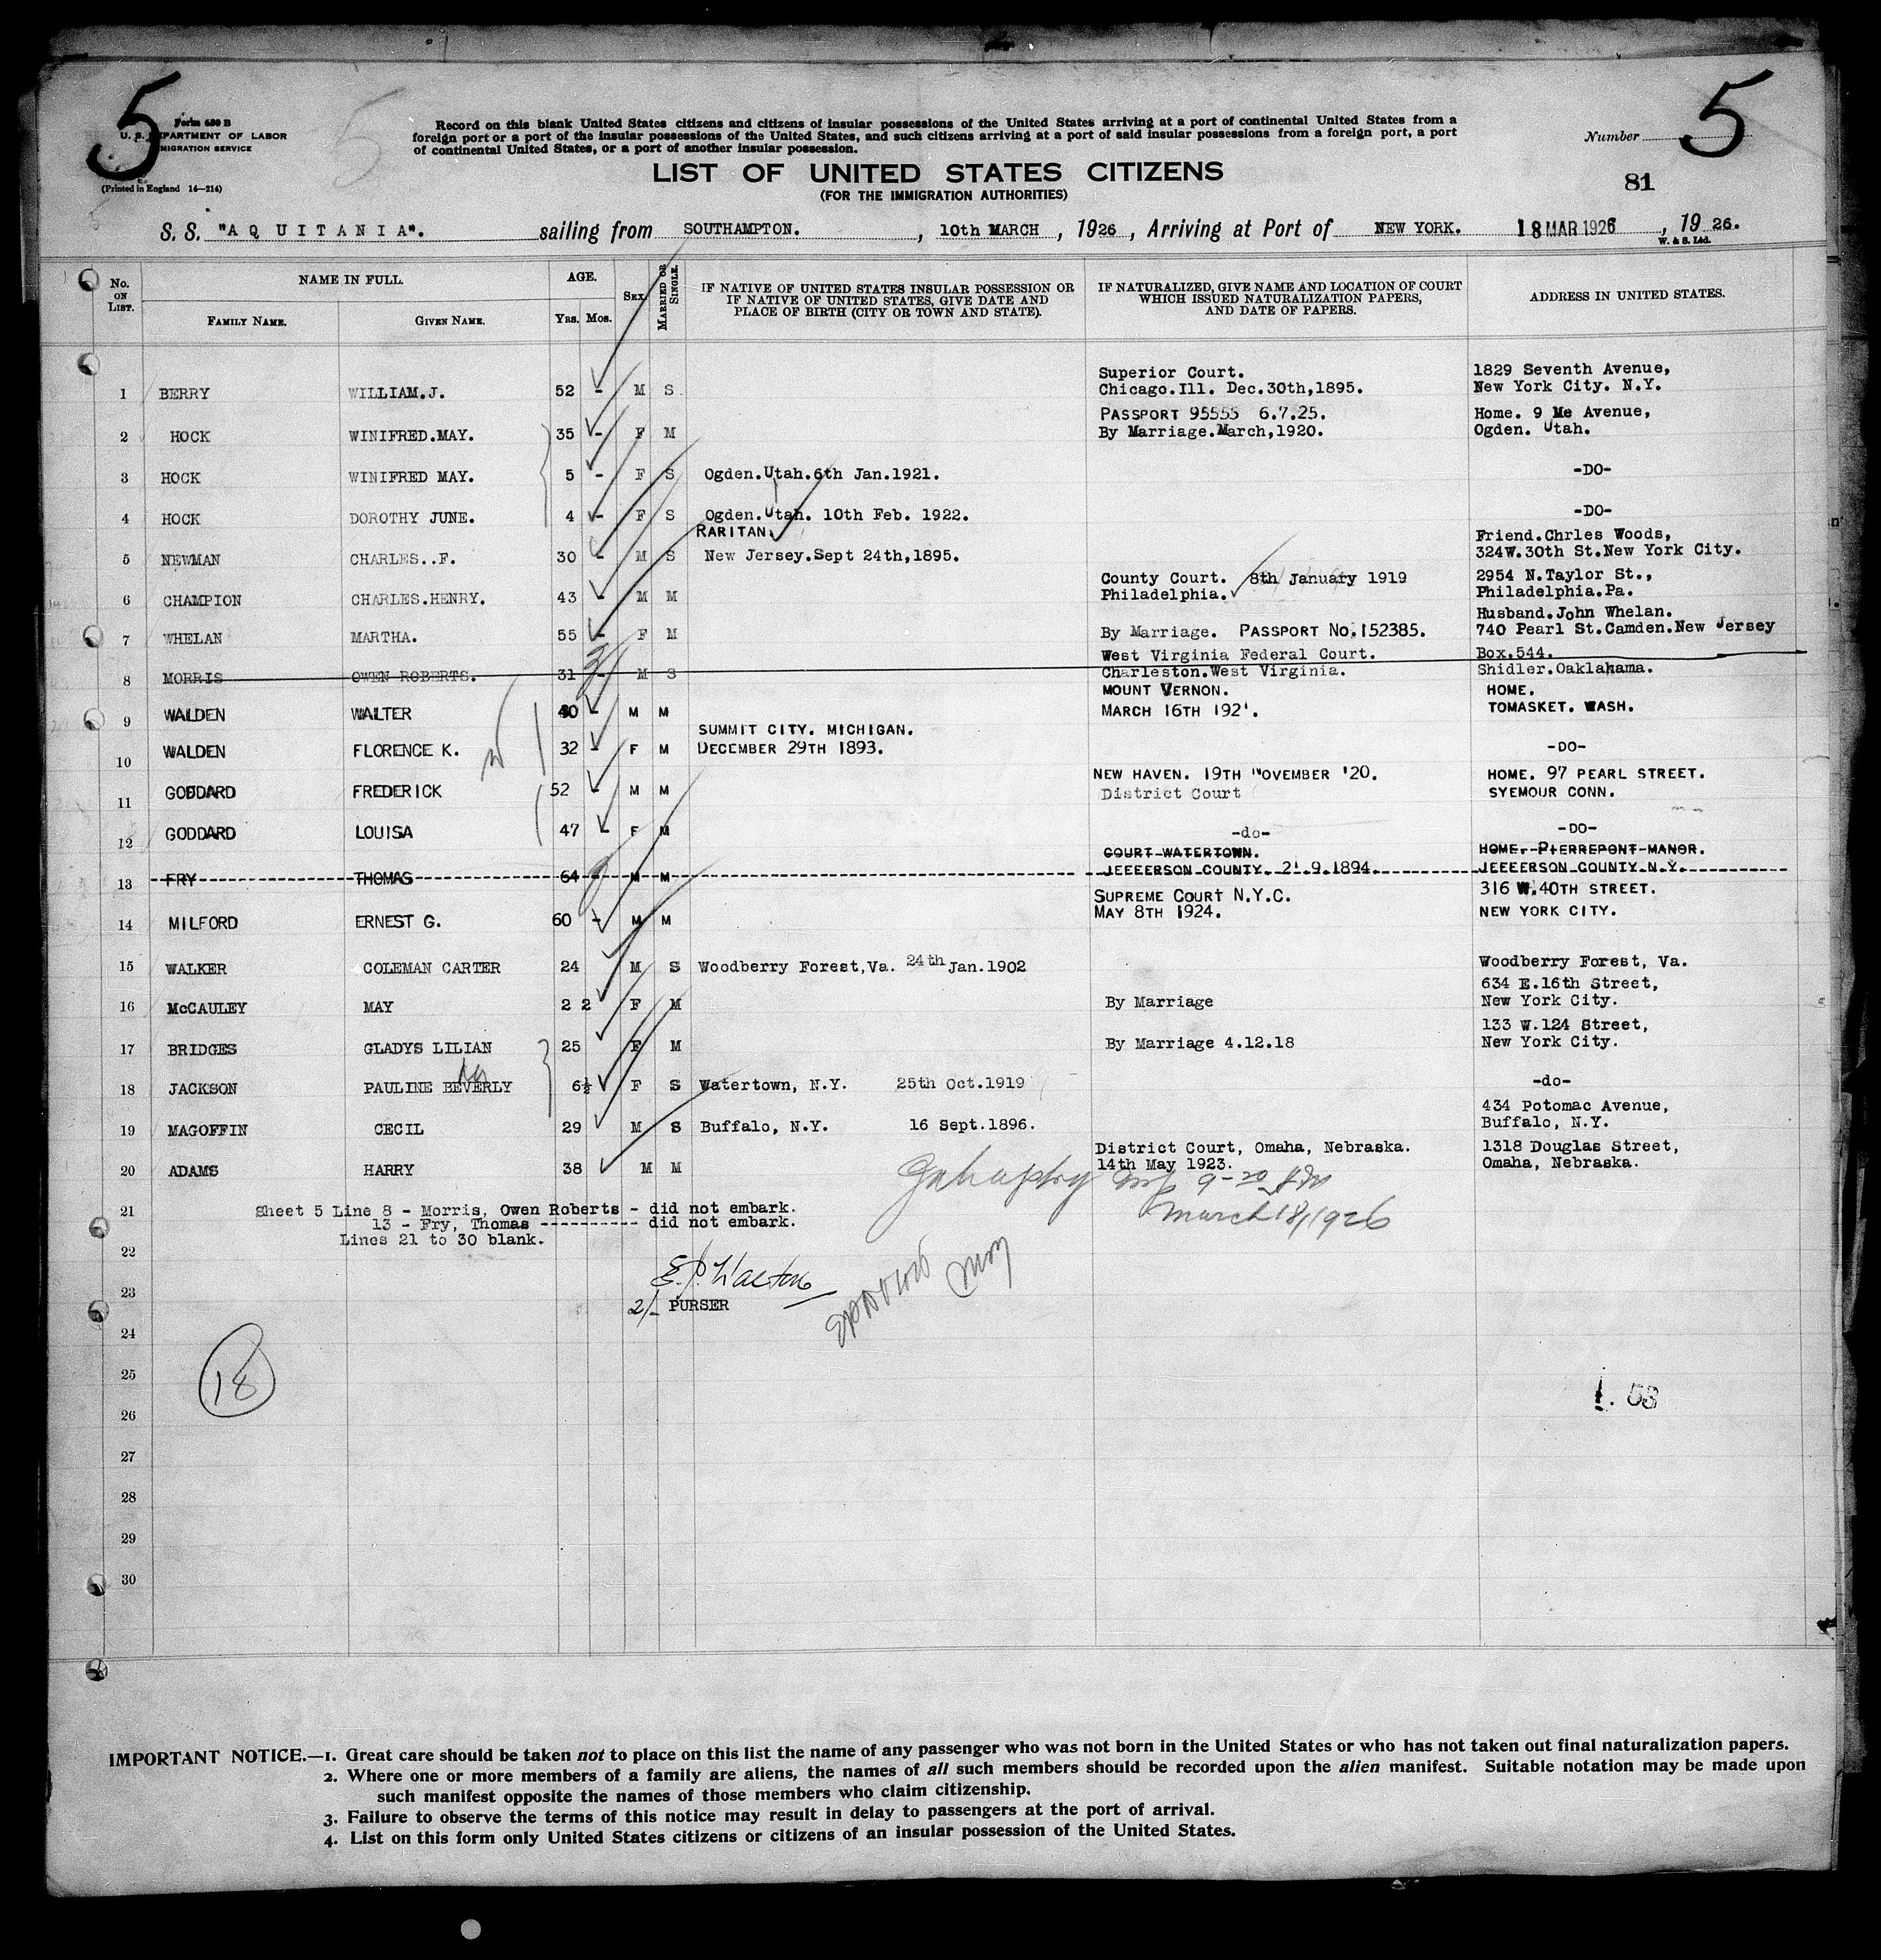 5
5
Form 630 B
U. S. DEPARTMENT OF LABOR
IMMIGRATION SERVICE
(Printed in England 14—214)
5
Record on this blank United States citizens and citizens of insular possessions of the United States arriving at a port of continental United States from a
foreign port or a port of the insular possessions of the United States, and such citizens arriving at a port of said insular possessions from a foreign port, a port
of continental United States, or a port of another insular possession.
Number
LIST OF UNITED STATES CITIZENS
(FOR THE IMMIGRATION AUTHORITIES)
81
S. S. "AQUITANIA". sailing from SOUTHAMPTON. , 10th MARCH , 1926 , Arriving at Port of NEW YORK. 18 MAR 1926 , 19 26.
W. & S. Ltd.
No. ON LIST. NAME IN FULL. AGE. SEX. MARRIED OR SINGLE. IF NATIVE OF UNITED STATES INSULAR POSSESSION OR IF NATIVE OF UNITED STATES, GIVE DATE AND PLACE OF BIRTH (CITY OR TOWN AND STATE). IF NATURALIZED, GIVE NAME AND LOCATION OF COURT WHICH ISSUED NATURALIZATION PAPERS, AND DATE OF PAPERS. ADDRESS IN UNITED STATES.
FAMILY NAME. GIVEN NAME. YRS. MOS.
Superior Court. 1829 Seventh Avenue,
1 BERRY WILLIAM.J. 52 - M S. Chicago.Ill. Dec.30th,1895. New York City. N.Y.
PASSPORT 95555 6.7.25. Home. 9 Me Avenue,
2 HOCK WINIFRED.MAY. 35 - F M By Marriage.March,1920. Ogden. Utah.
3 HOCK WINIFRED MAY. 5 - F S Ogden.Utah.6th Jan.1921. -DO-
4 HOCK DOROTHY JUNE. 4 - F S Ogden.Utah. 10th Feb. 1922. -DO-
RARITAN. Friend.Chrles Woods,
5 NEWMAN CHARLES..F. 30 - M S New Jersey.Sept 24th,1895. 324W.30th St.New York City.
County Court. 8th January 1919 2954 N.Taylor St.,
6 CHAMPION CHARLES.HENRY. 43 - M M Philadelphia. Philadelphia.Pa.
Husband.John Whelan.
7 WHELAN MARTHA. 55 - F M By Marriage. PASSPORT No.152385. 740 Pearl St.Camden.New Jersey
West Virginia Federal Court. Box.544.
8 MORRIS OWEN ROBERTS. 31 - M S Charleston.West Virginia. Shidler.Oaklahama.
MOUNT VERNON. HOME.
9 WALDEN WALTER 40 - M M MARCH 16TH 192'. TOMASKET. WASH.
SUMMIT CITY. MICHIGAN.
10 WALDEN FLORENCE K. 32 - F M DECEMBER 29TH 1893. -DO-
NEW HAVEN. 19TH NOVEMBER '20. HOME. 97 PEARL STREET.
11 GODDARD FREDERICK 52 - M M District Court SYEMOUR CONN.
12 GODDARD LOUISA 47 - F M -do- -DO-
COURT WATERTOWN. HOME. PIERREPONT MANOR.
13 FRY THOMAS 64 - M M JEFFERSON COUNTY. 2'.9.1894. JEFFERSON COUNTY N.Y.
SUPREME COURT N.Y.C. 316 W.40TH STREET.
14 MILFORD ERNEST G. 60 - M M MAY 8TH 1924. NEW YORK CITY.
15 WALKER COLEMAN CARTER 24 M S Woodberry Forest,Va. 24th Jan.1902 Woodberry Forest, Va.
634 E.16th Street,
16 McCAULEY MAY 2 2 F M By Marriage New York City.
133 W.124 Street,
17 BRIDGES GLADYS LILIAN 25 F M By Marriage 4.12.18 New York City.
18 JACKSON PAULINE BEVERLY 6½ F S Watertown, N.Y. 25th Oct.1919 -do-
434 Potomac Avenue,
19 MAGOFFIN CECIL 29 M S Buffalo, N.Y. 16 Sept.1896. Buffalo, N.Y.
District Court, Omaha, Nebraska. 1318 Douglas Street,
20 ADAMS HARRY 38 M M 14th May 1923. Omaha, Nebraska.
March 18/1926
21 Sheet 5 Line 8 - Morris, Owen Roberts - did not embark.
13 - Fry, Thomas ---------- did not embark.
Lines 21 to 30 blank.
22
23
2/- PURSER
24
18
25
1. 53
26
27
28
29
30
IMPORTANT NOTICE.—1. Great care should be taken not to place on this list the name of any passenger who was not born in the United States or who has not taken out final naturalization papers.
2. Where one or more members of a family are aliens, the names of all such members should be recorded upon the alien manifest. Suitable notation may be made upon
such manifest opposite the names of those members who claim citizenship.
3. Failure to observe the terms of this notice may result in delay to passengers at the port of arrival.
4. List on this form only United States citizens or citizens of an insular possession of the United States.